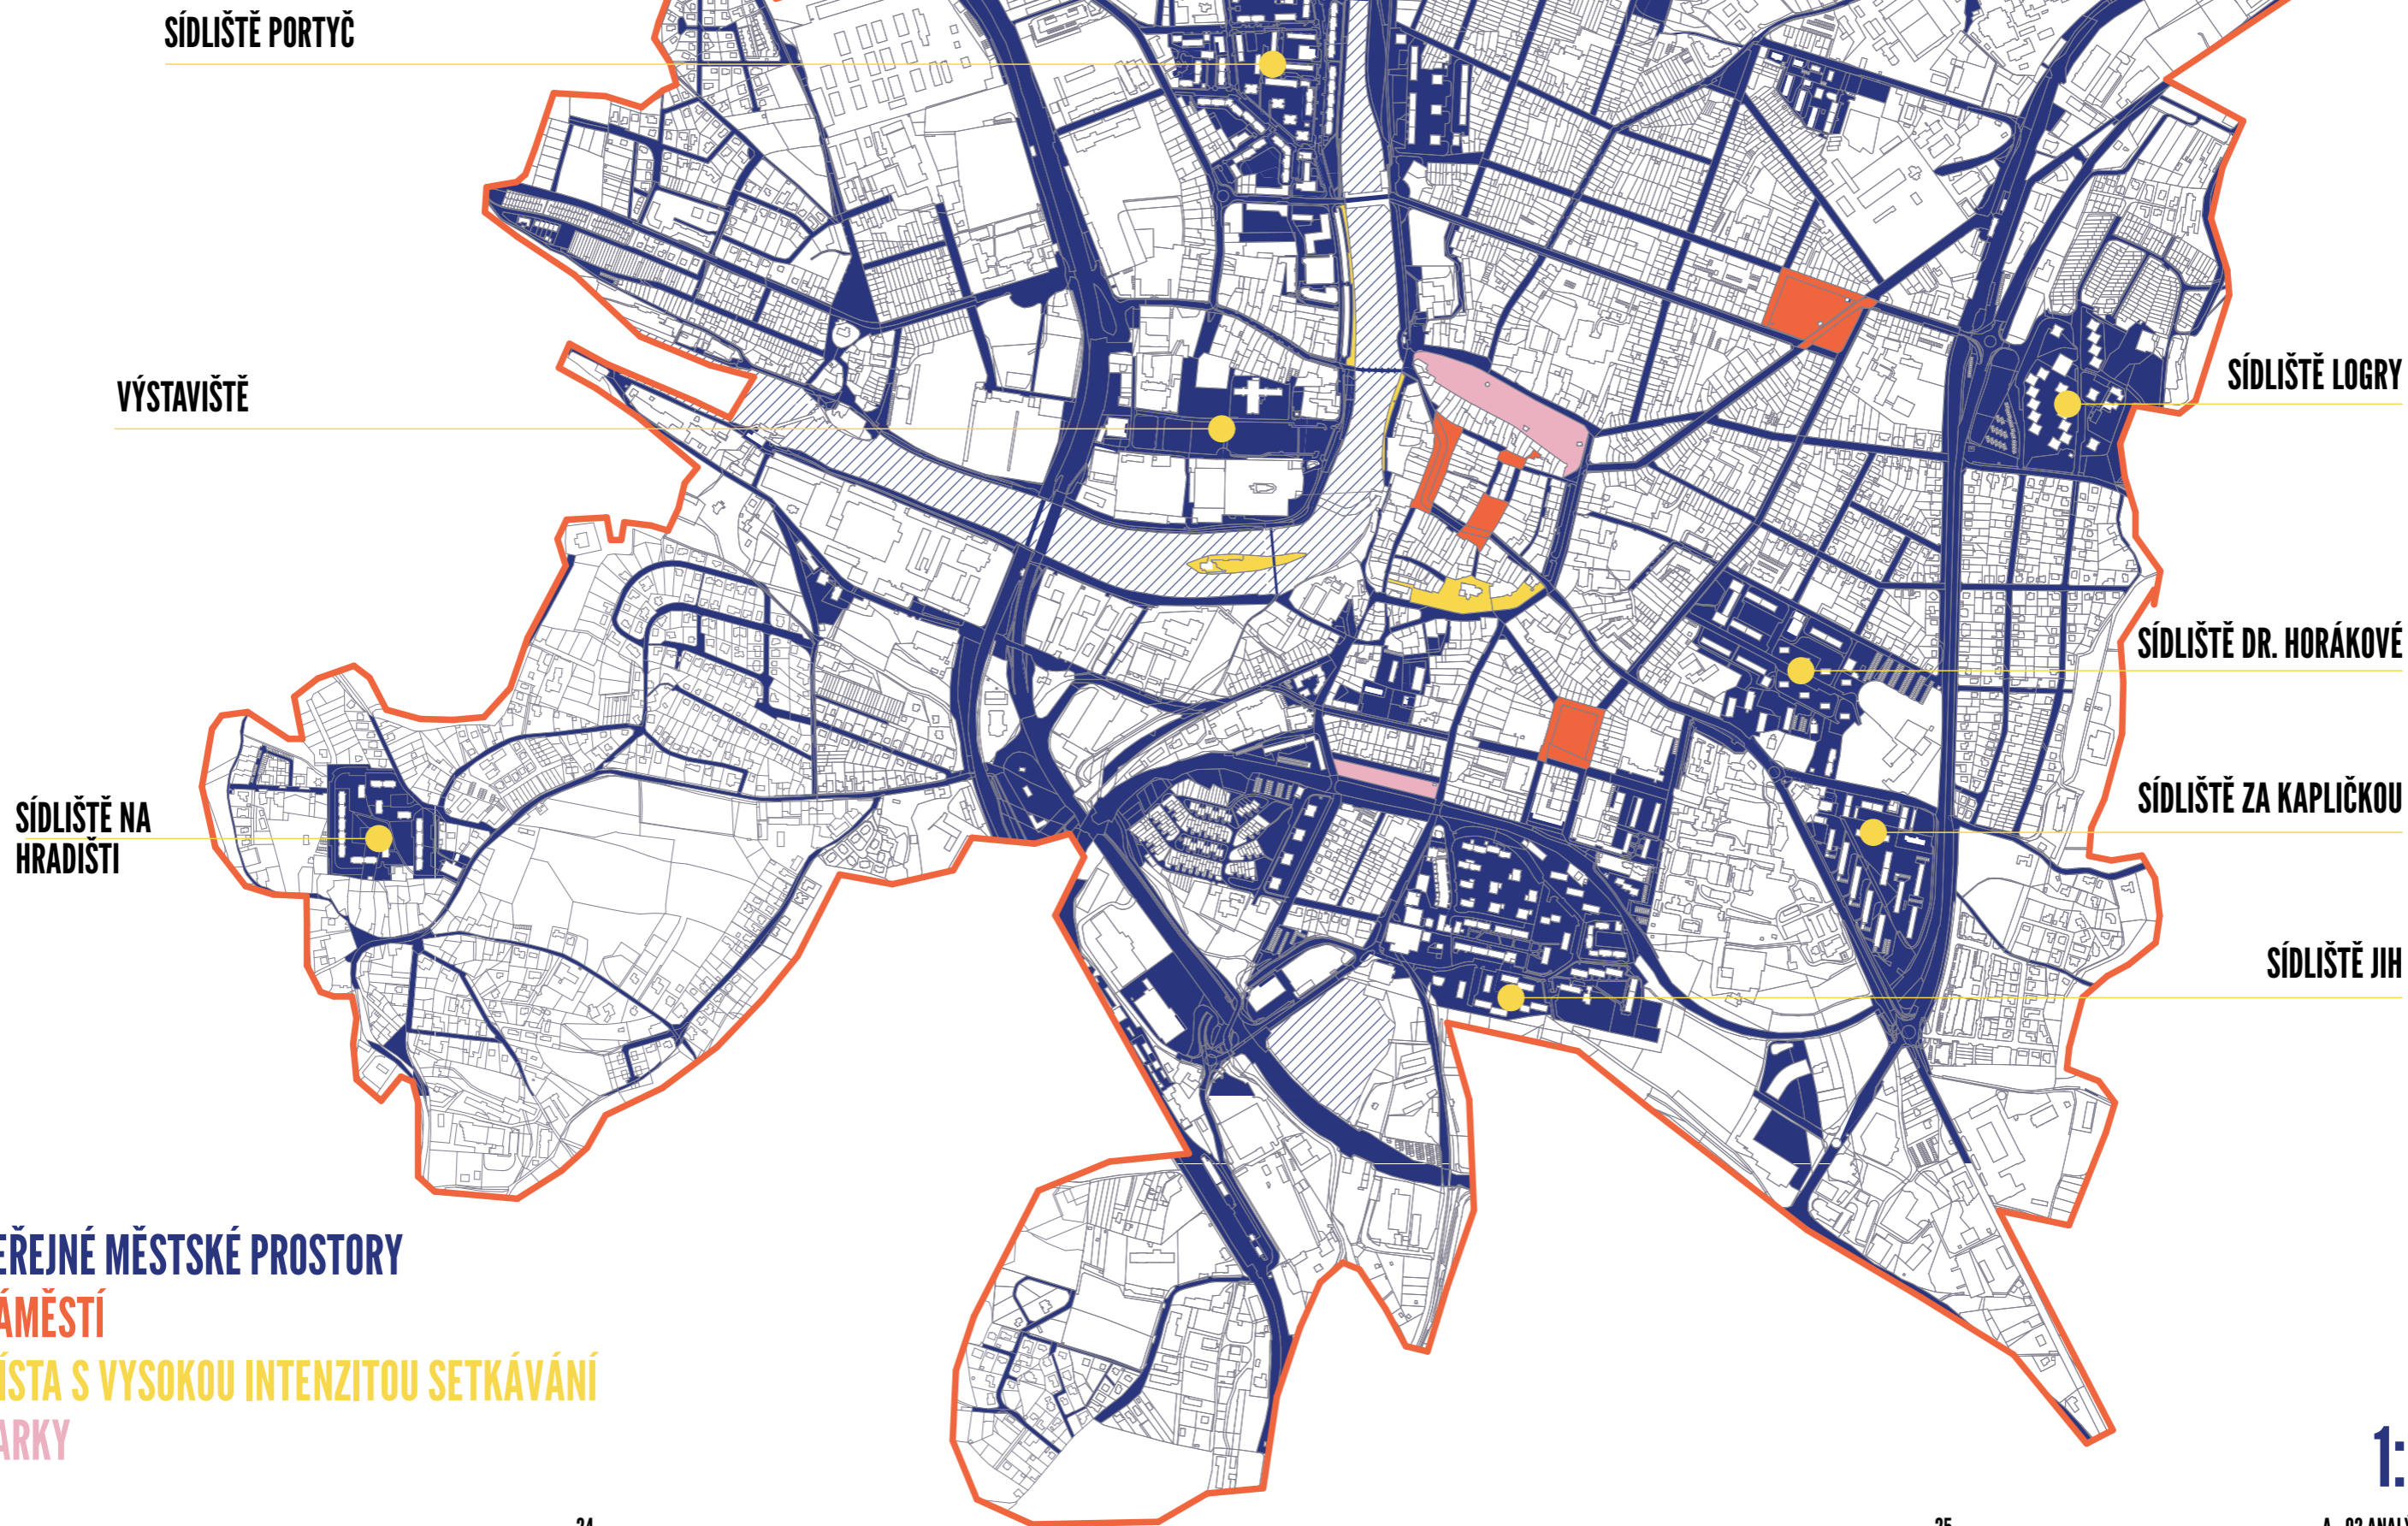 SÍDLIŠTĚ PORTYČ
VÝSTAVIŠTĚ
SÍDLIŠTĚ LOGRY
SÍDLIŠTĚ DR. HORÁKOVÉ
SÍDLIŠTĚ ZA KAPLIČKOU
SÍDLIŠTĚ NA
HRADIŠTI
SÍDLIŠTĚ JIH
EŘEJNÉ MĚSTSKÉ PROSTORY
ÁMĚSTÍ
ÍSTA S VYSOKOU INTENZITOU SETKÁVÁNÍ
ARKY
1: